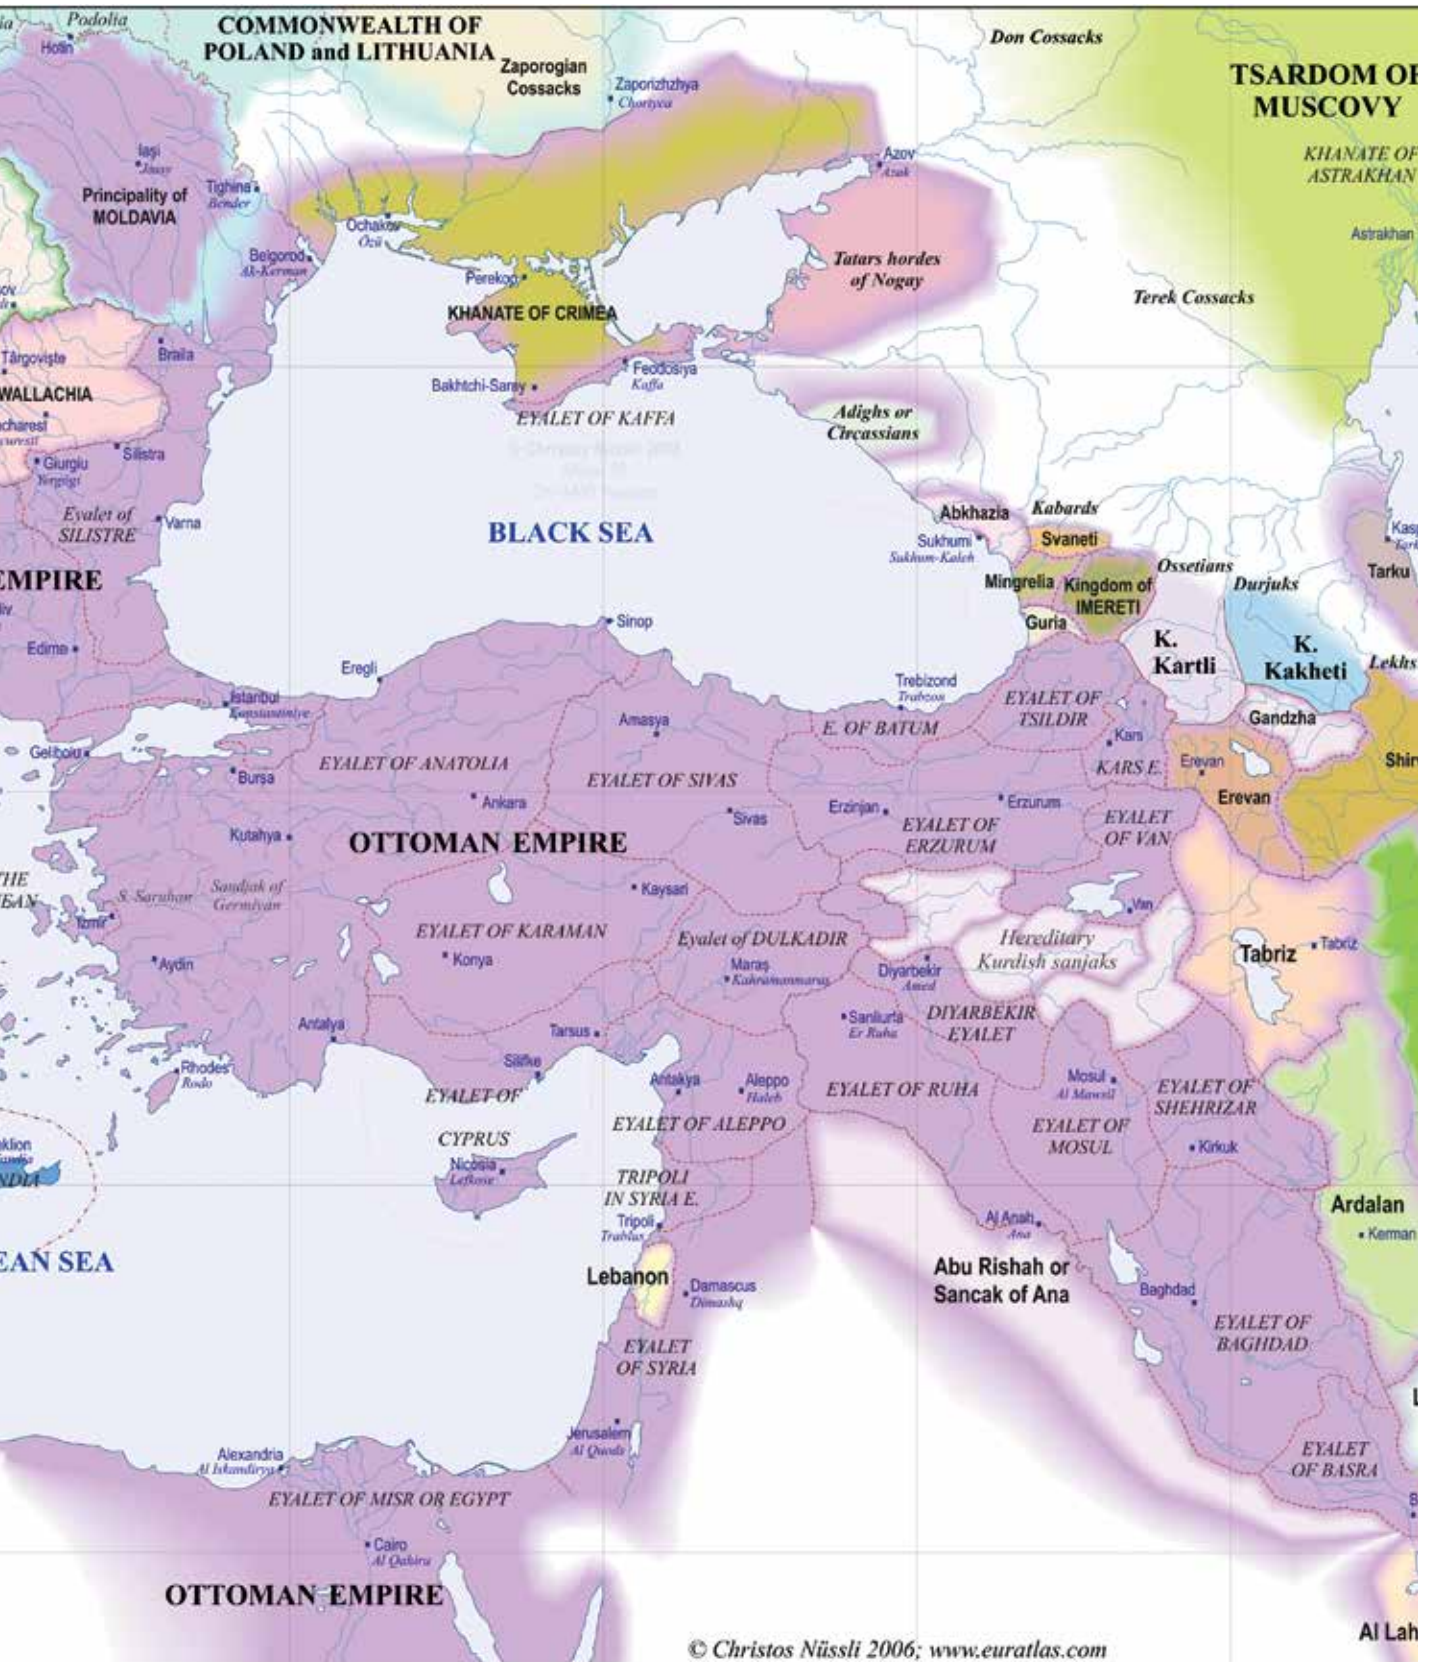 Podolia
COMMONWEALTH OF
POLAND and LITHUANIA
Hotin
Zaporogian
Cossacks
Zaporizhzhya
Chortyca
Don Cossacks
TSARDOM OF
MUSCOVY
KHANATE OF
ASTRAKHAN
Astrakhan
Iaşi
Principality of
MOLDAVIA
Tighina
Bender
Azov
Azak
Ochakov
Özü
Belgorod
Ak-Kerman
Perekop
KHANATE OF CRIMEA
Tatars hordes
of Nogay
Terek Cossacks
Târgovişte
Braila
WALLACHIA
Bakhtchi-Saray
Feodosiya
Kaffa
EYALET OF KAFFA
Adighs or
Circassians
Giurgiu
Yergögi
Silistra
Eyalet of
SILISTRE
Varna
BLACK SEA
Abkhazia
Kabards
Sukhumi
Sukhum-Kaleh
Svaneti
Mingrelia
Kingdom of
IMERETI
Ossetians
Durjuks
Tarku
EMPIRE
Guria
K.
Kartli
K.
Kakheti
Lekhs
Edirne
Sinop
Eregli
Istanbul
Konstantiniye
Trebizond
Trabzon
EYALET OF
TSILDIR
E. OF BATUM
Gandzha
Amasya
Kars
KARS E.
Gelibolu
Bursa
EYALET OF ANATOLIA
EYALET OF SIVAS
Erevan
Erevan
Ankara
Sivas
Erzinjan
Erzurum
EYALET OF
ERZURUM
EYALET
OF VAN
Kutahya
OTTOMAN EMPIRE
S. Saruhan
Sandjak of
Germiyan
Kaysari
Van
Izmir
EYALET OF KARAMAN
Eyalet of DULKADIR
Hereditary
Kurdish sanjaks
Tabriz
Tabriz
Aydin
Konya
Maraş
Kahramanmaraş
Diyarbekir
Amed
Antalya
Tarsus
Sanliurfa
Er Ruha
DIYARBEKIR
EYALET
Rhodes
Rodo
Silifke
EYALET OF
CYPRUS
Antakya
Aleppo
Haleb
EYALET OF RUHA
Mosul
Al Mawsil
EYALET OF
SHEHRIZAR
EYALET OF ALEPPO
EYALET OF
MOSUL
Kirkuk
Nicosia
Lefkose
TRIPOLI
IN SYRIA E.
Tripoli
Trablus
Al Anah
Ana
Ardalan
Kerman
EAN SEA
Lebanon
Damascus
Dimashq
Abu Rishah or
Sancak of Ana
Baghdad
EYALET OF
BAGHDAD
EYALET
OF SYRIA
Jerusalem
Al Quods
Alexandria
Al Iskandirya
EYALET OF MISR OR EGYPT
EYALET
OF BASRA
Cairo
Al Qahira
OTTOMAN EMPIRE
Al Lah
© Christos Nüssli 2006; www.euratlas.com